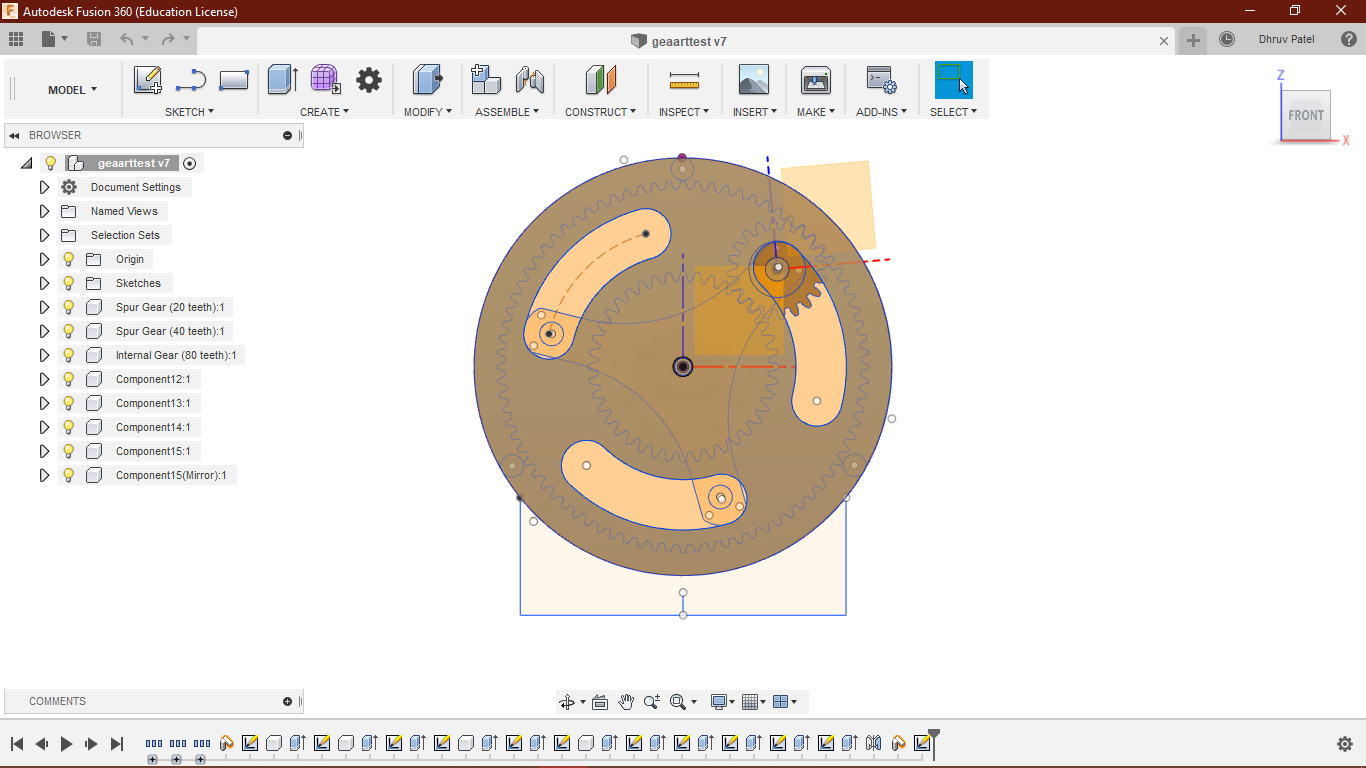 Autodesk Fusion 360 (Education License)
geaarttest v7
Dhruv Patel
MODEL
SKETCH
CREATE
MODIFY
ASSEMBLE
CONSTRUCT
INSPECT
INSERT
MAKE
ADD-INS
SELECT
Z
FRONT
X
BROWSER
geaarttest v7
Document Settings
Named Views
Selection Sets
Origin
Sketches
Spur Gear (20 teeth):1
Spur Gear (40 teeth):1
Internal Gear (80 teeth):1
Component12:1
Component13:1
Component14:1
Component15:1
Component15(Mirror):1
COMMENTS